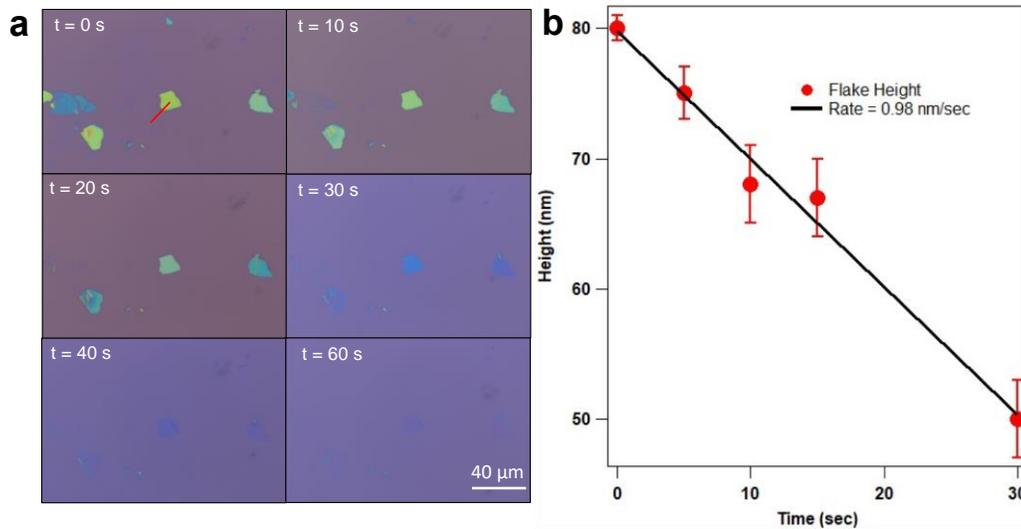 a
t = 0 s
t = 10 s
t = 20 s
t = 30 s
t = 40 s
t = 60 s
40 µm
b
80
70
60
50
Height (nm)
Flake Height
Rate = 0.98 nm/sec
0
10
20
30
Time (sec)